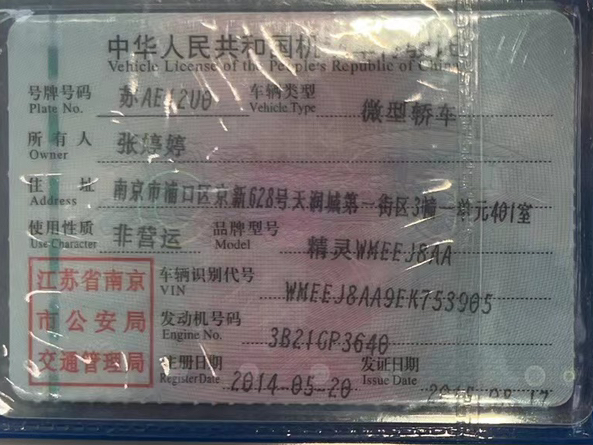 中华人民共和国机
Vehicle License of the People's Republic of China
号牌号码 苏AE12U0 车辆类型 微型轿车
Plate No. Vehicle Type
所有人 张婷婷
Owner
住址 南京市浦口区京新628号天润城第一街区3幢一单元401室
Address
使用性质 非营运 品牌型号 精灵WMEEJ8AA
Use Character Model
江苏省南京
市公安局
交通管理局
车辆识别代号 WMEEJ8AA9EK753905
VIN
发动机号码 3B21GP3640
Engine No.
注册日期 2014-05-20 发证日期
Register Date Issue Date